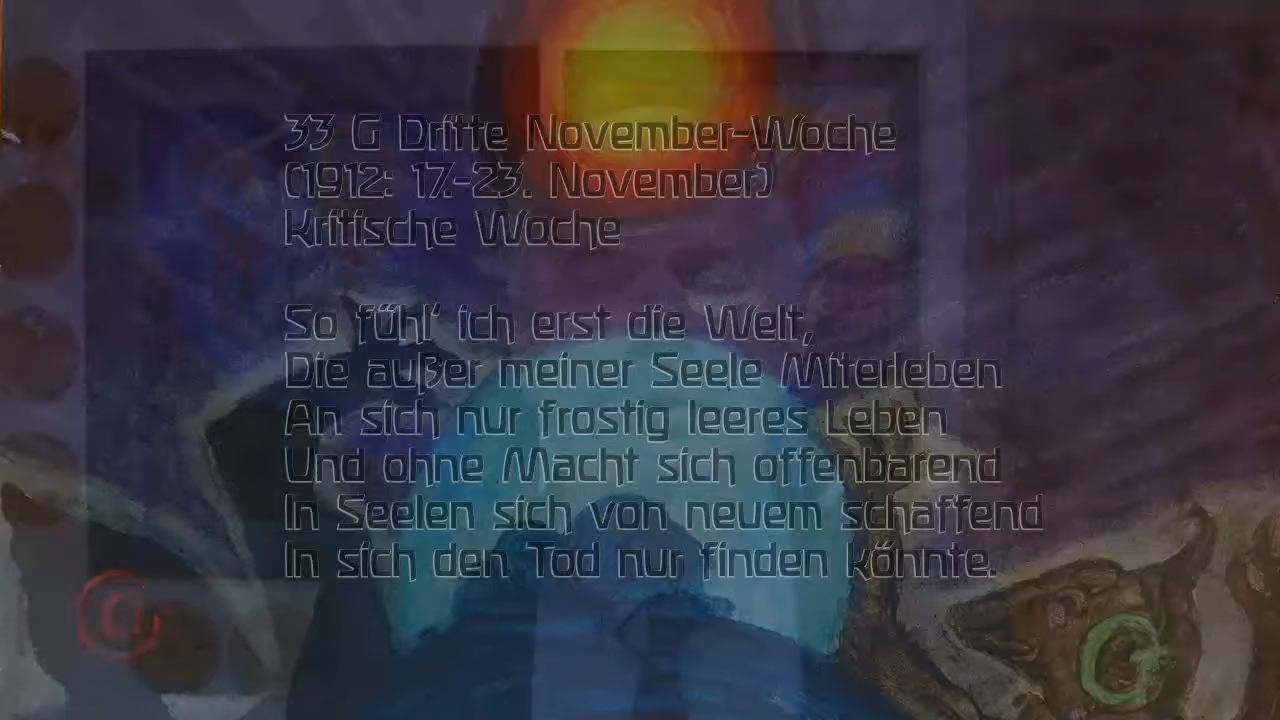 33 G Dritte November-Woche
(1912: 17.-23. November)
Kritische Woche
So fühl' ich erst die Welt,
Die außer meiner Seele Miterleben
An sich nur frostig leeres Leben
Und ohne Macht sich offenbarend
In Seelen sich von neuem schaffend
In sich den Tod nur finden könnte.
a
G